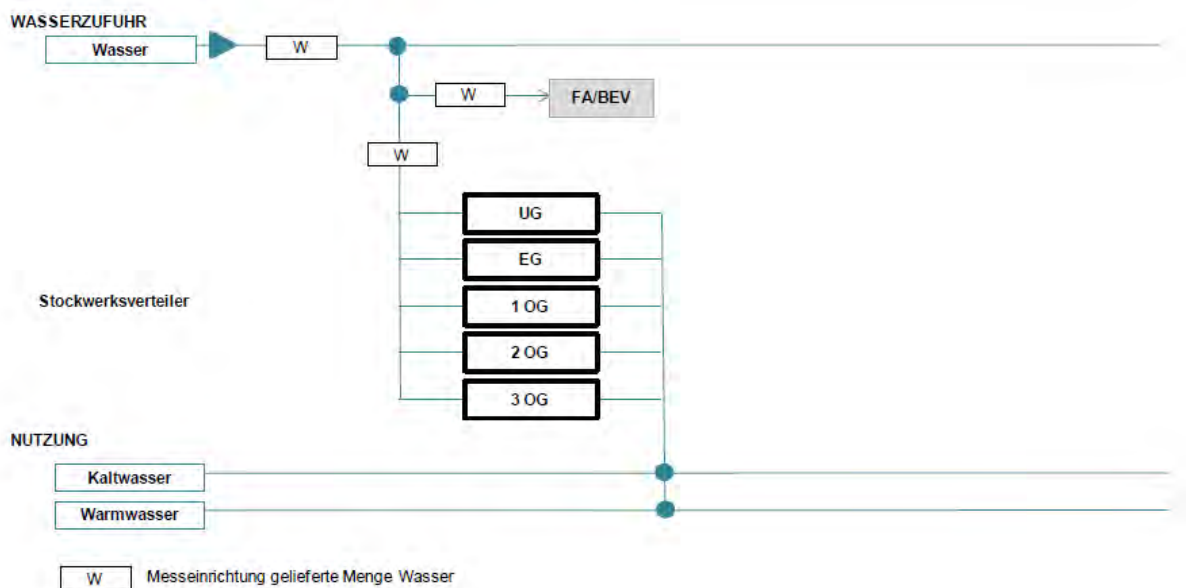 WASSERZUFUHR
Wasser
W
W
FA/BEV
W
UG
EG
Stockwerksverteiler
1 OG
2 OG
3 OG
NUTZUNG
Kaltwasser
Warmwasser
W Messeinrichtung gelieferte Menge Wasser